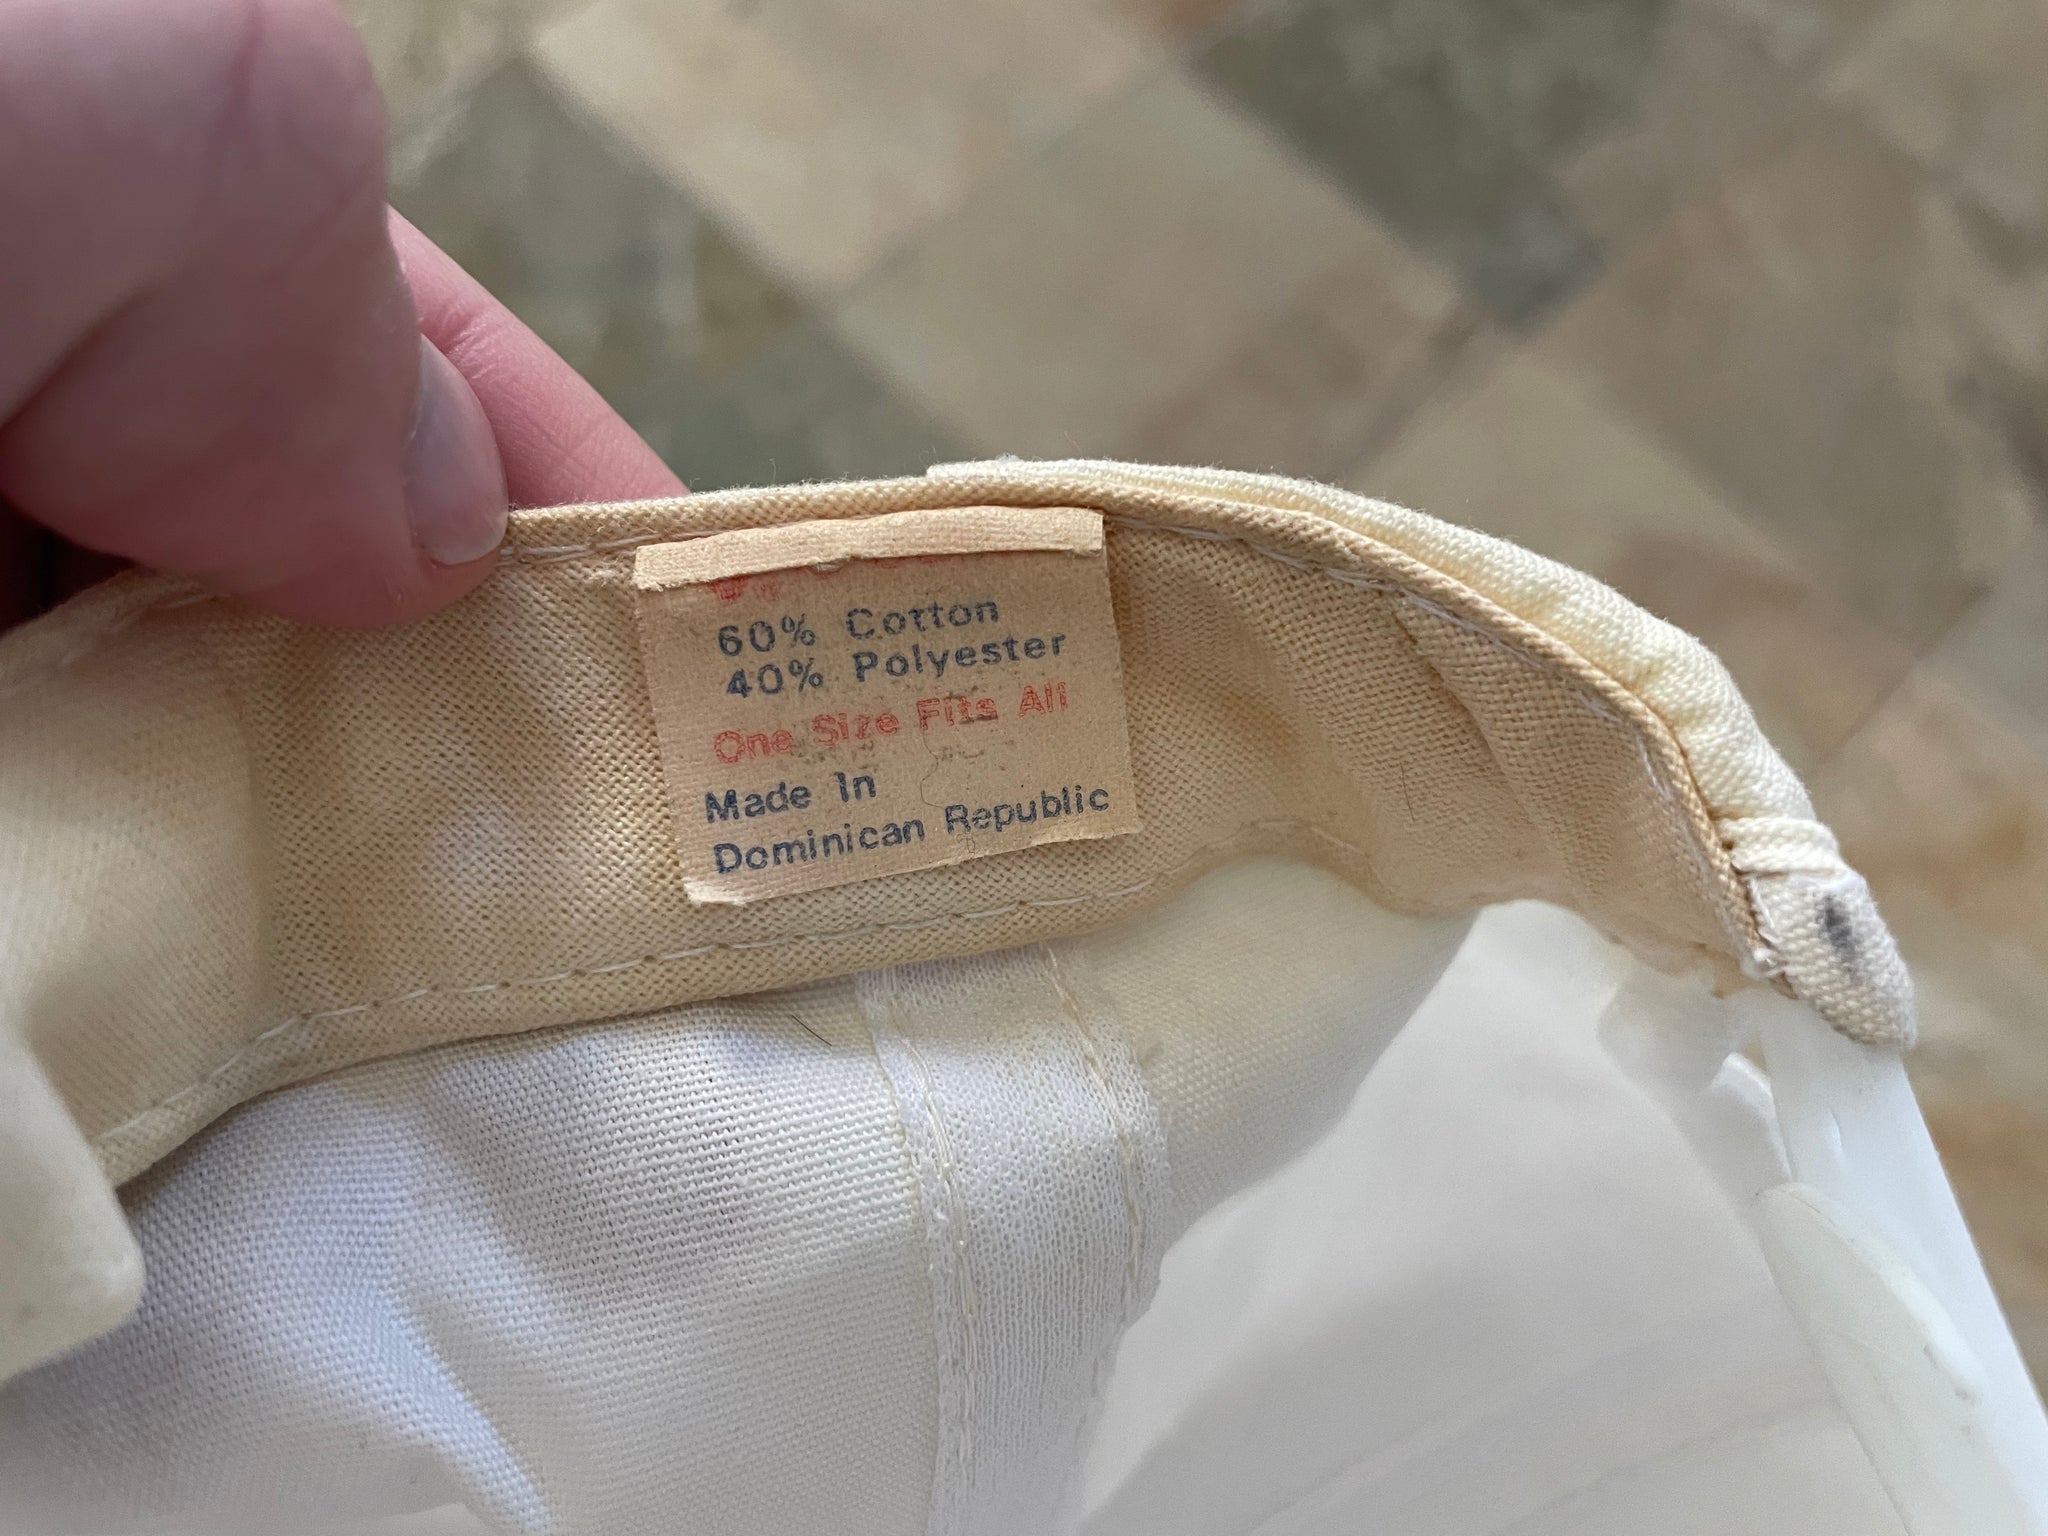 60% Cotton
40% Polyester
One Size Fits All
Made In
Dominican Republic